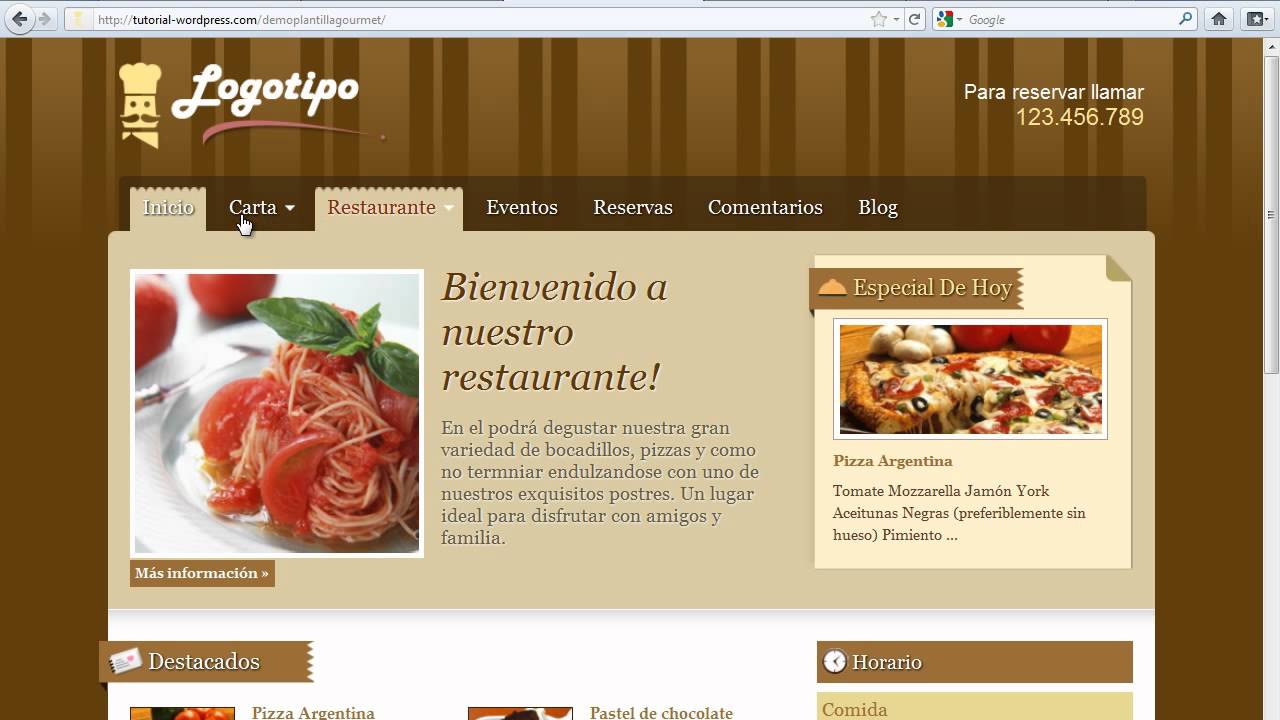 http://tutorial-wordpress.com/demoplantillagourmet/
Google
Logotipo
Para reservar llamar
123.456.789
Inicio Carta Restaurante Eventos Reservas Comentarios Blog
Bienvenido a
nuestro
restaurante!
En el podrá degustar nuestra gran
variedad de bocadillos, pizzas y como
no termniar endulzandose con uno de
nuestros exquisitos postres. Un lugar
ideal para disfrutar con amigos y
familia.
Más información »
Especial De Hoy
Pizza Argentina
Tomate Mozzarella Jamón York
Aceitunas Negras (preferiblemente sin
hueso) Pimiento ...
Destacados
Pizza Argentina
Pastel de chocolate
Horario
Comida